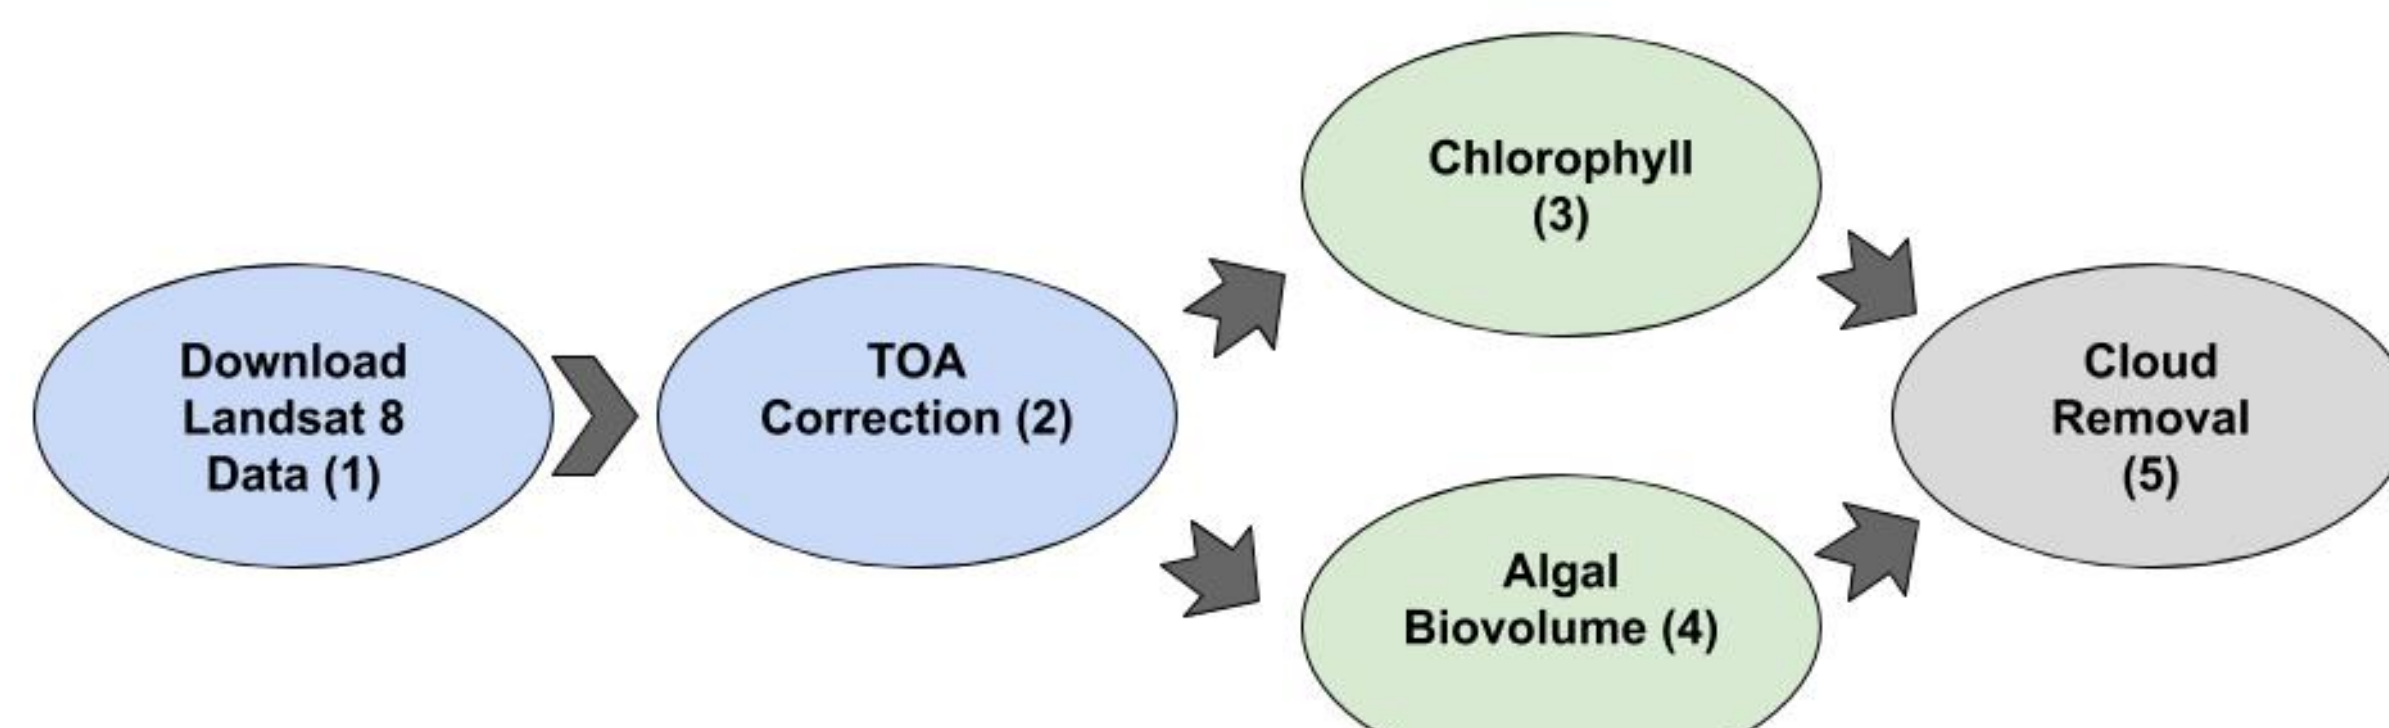 Download
Landsat 8
Data (1)
TOA
Correction (2)
Chlorophyll
(3)
Algal
Biovolume (4)
Cloud
Removal
(5)